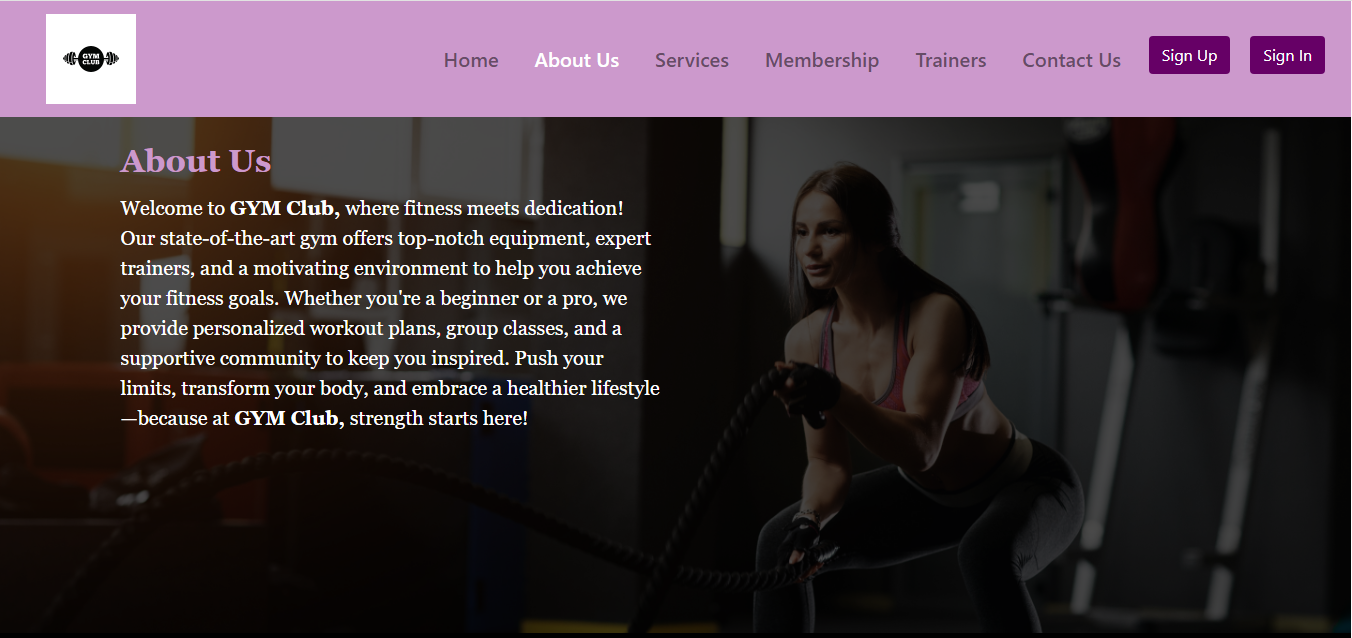 GYM
CLUB
Home About Us Services Membership Trainers Contact Us Sign Up Sign In
About Us
Welcome to GYM Club, where fitness meets dedication!
Our state-of-the-art gym offers top-notch equipment, expert
trainers, and a motivating environment to help you achieve
your fitness goals. Whether you're a beginner or a pro, we
provide personalized workout plans, group classes, and a
supportive community to keep you inspired. Push your
limits, transform your body, and embrace a healthier lifestyle
—because at GYM Club, strength starts here!